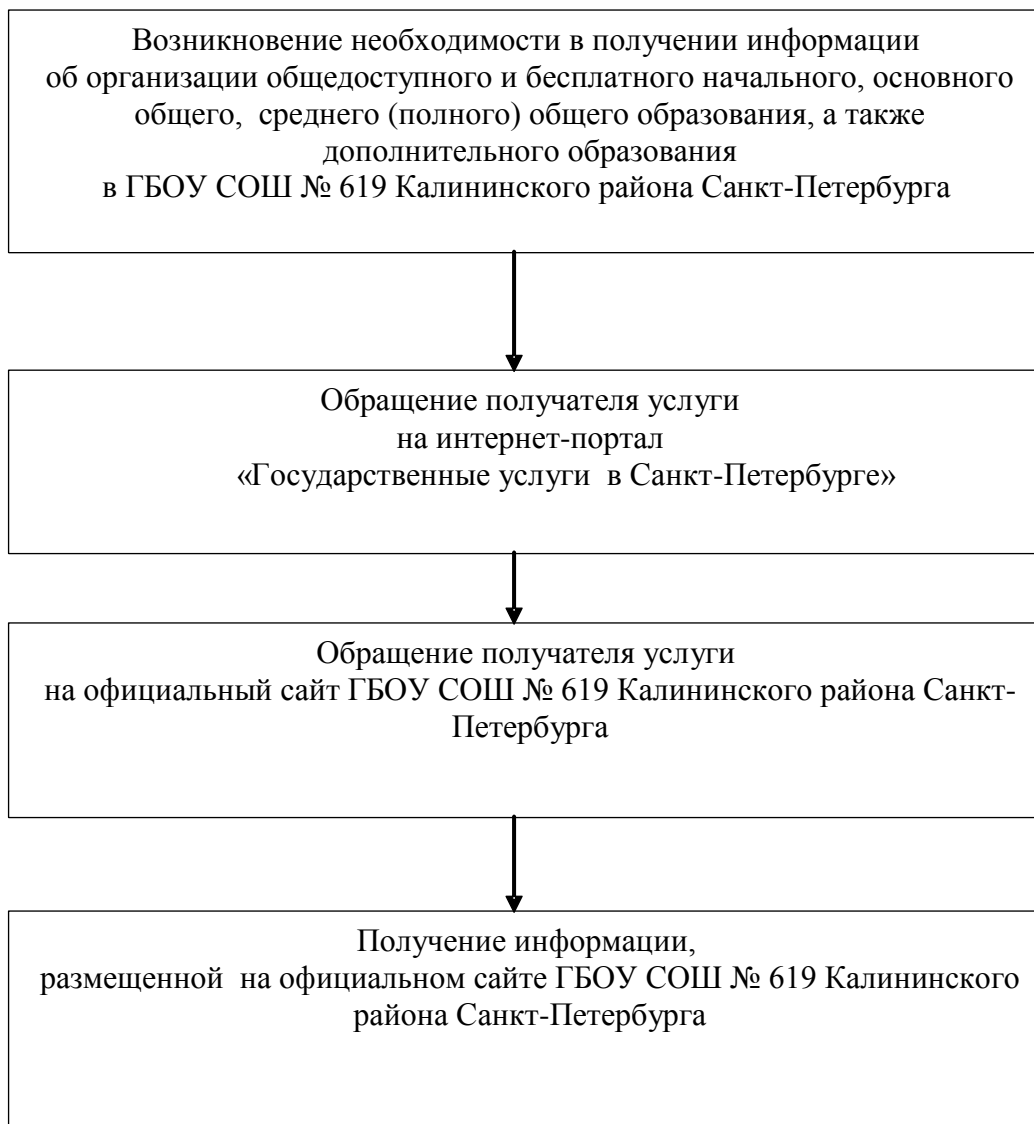 Возникновение необходимости в получении информации
об организации общедоступного и бесплатного начального, основного
общего, среднего (полного) общего образования, а также
дополнительного образования
в ГБОУ СОШ № 619 Калининского района Санкт-Петербурга
Обращение получателя услуги
на интернет-портал
«Государственные услуги в Санкт-Петербурге»
Обращение получателя услуги
на официальный сайт ГБОУ СОШ № 619 Калининского района Санкт-
Петербурга
Получение информации,
размещенной на официальном сайте ГБОУ СОШ № 619 Калининского
района Санкт-Петербурга